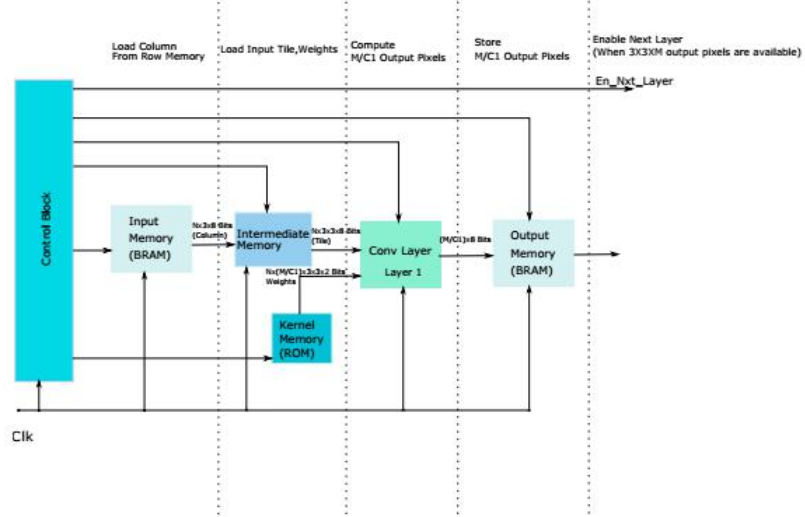 Load Column
From Row Memory
Load Input Tile,Weights
Compute
M/C1 Output Pixels
Store
M/C1 Output Pixels
Enable Next Layer
(When 3X3XM output pixels are available)
En_Nxt_Layer
Control Block
Input
Memory
(BRAM)
Nx3x8 Bits
(Column)
Intermediate
Memory
Nx3x3x8 Bits
(Tile)
Conv Layer
Layer 1
(M/C1)x8 Bits
Output
Memory
(BRAM)
Nx(M/C1)x3x3x2 Bits
Weights
Kernel
Memory
(ROM)
Clk